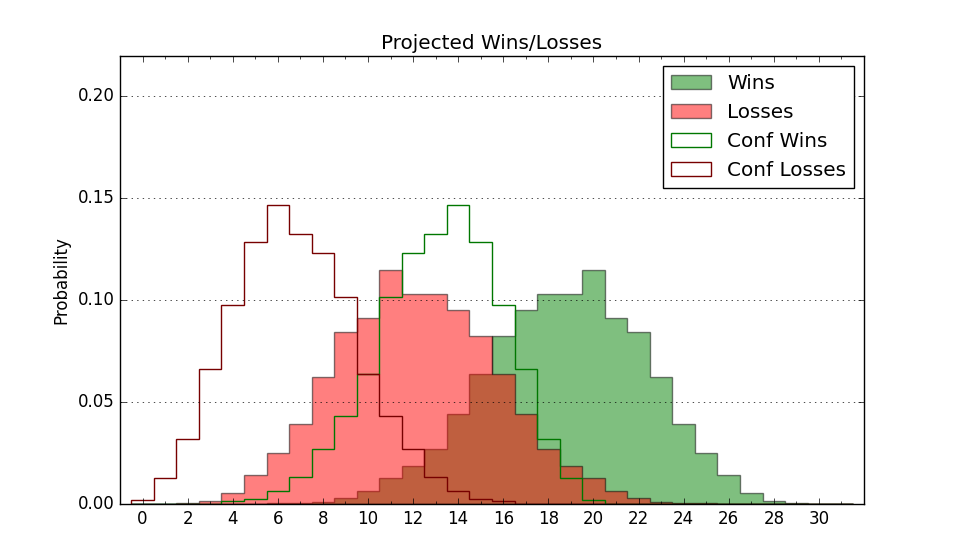 Projected Wins/Losses
Wins
Losses
Conf Wins
Conf Losses
Probability
0.20
0.15
0.10
0.05
0.00
0 2 4 6 8 10 12 14 16 18 20 22 24 26 28 30